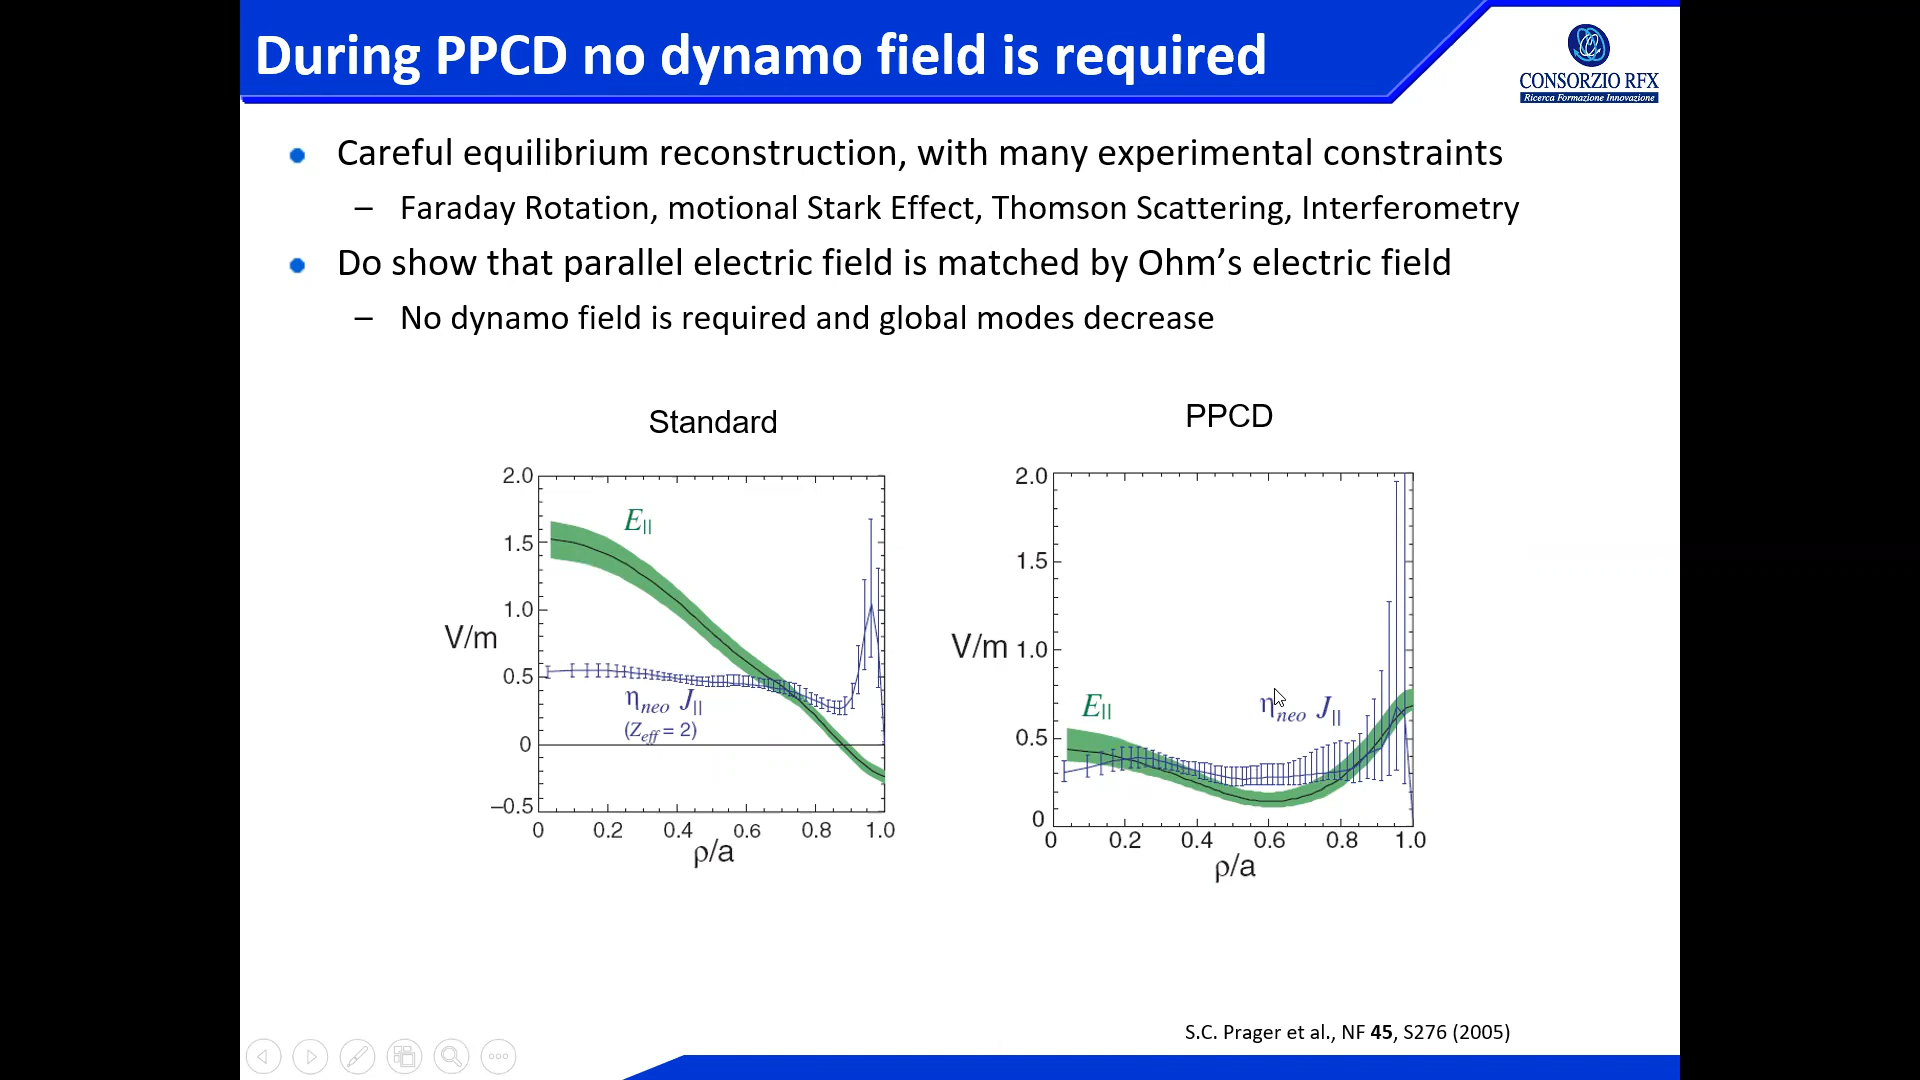 During PPCD no dynamo field is required
CONSORZIO RFX
Ricerca Formazione Innovazione
Careful equilibrium reconstruction, with many experimental constraints
– Faraday Rotation, motional Stark Effect, Thomson Scattering, Interferometry
Do show that parallel electric field is matched by Ohm’s electric field
– No dynamo field is required and global modes decrease
Standard
2.0
1.5
1.0
0.5
0
–0.5
V/m
E||
ηneo J||
(Zeff = 2)
0 0.2 0.4 0.6 0.8 1.0
ρ/a
PPCD
2.0
1.5
V/m 1.0
0.5
0
E||
ηneo J||
0 0.2 0.4 0.6 0.8 1.0
ρ/a
S.C. Prager et al., NF 45, S276 (2005)